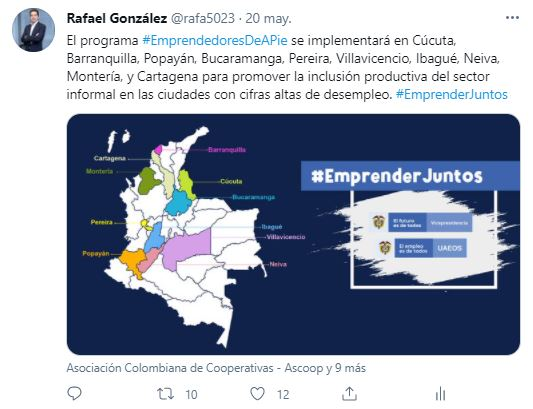 Rafael González @rafa5023 · 20 may.
El programa #EmprendedoresDeAPie se implementará en Cúcuta,
Barranquilla, Popayán, Bucaramanga, Pereira, Villavicencio, Ibagué, Neiva,
Montería, y Cartagena para promover la inclusión productiva del sector
informal en las ciudades con cifras altas de desempleo. #EmprenderJuntos
Barranquilla
Cartagena
Montería
Cúcuta
Bucaramanga
#EmprenderJuntos
Pereira
Ibagué
Villavicencio
Popayán
Neiva
El futuro
es de todos
Vicepresidencia
El empleo
es de todos
UAEOS
Asociación Colombiana de Cooperativas - Ascoop y 9 más
10
12